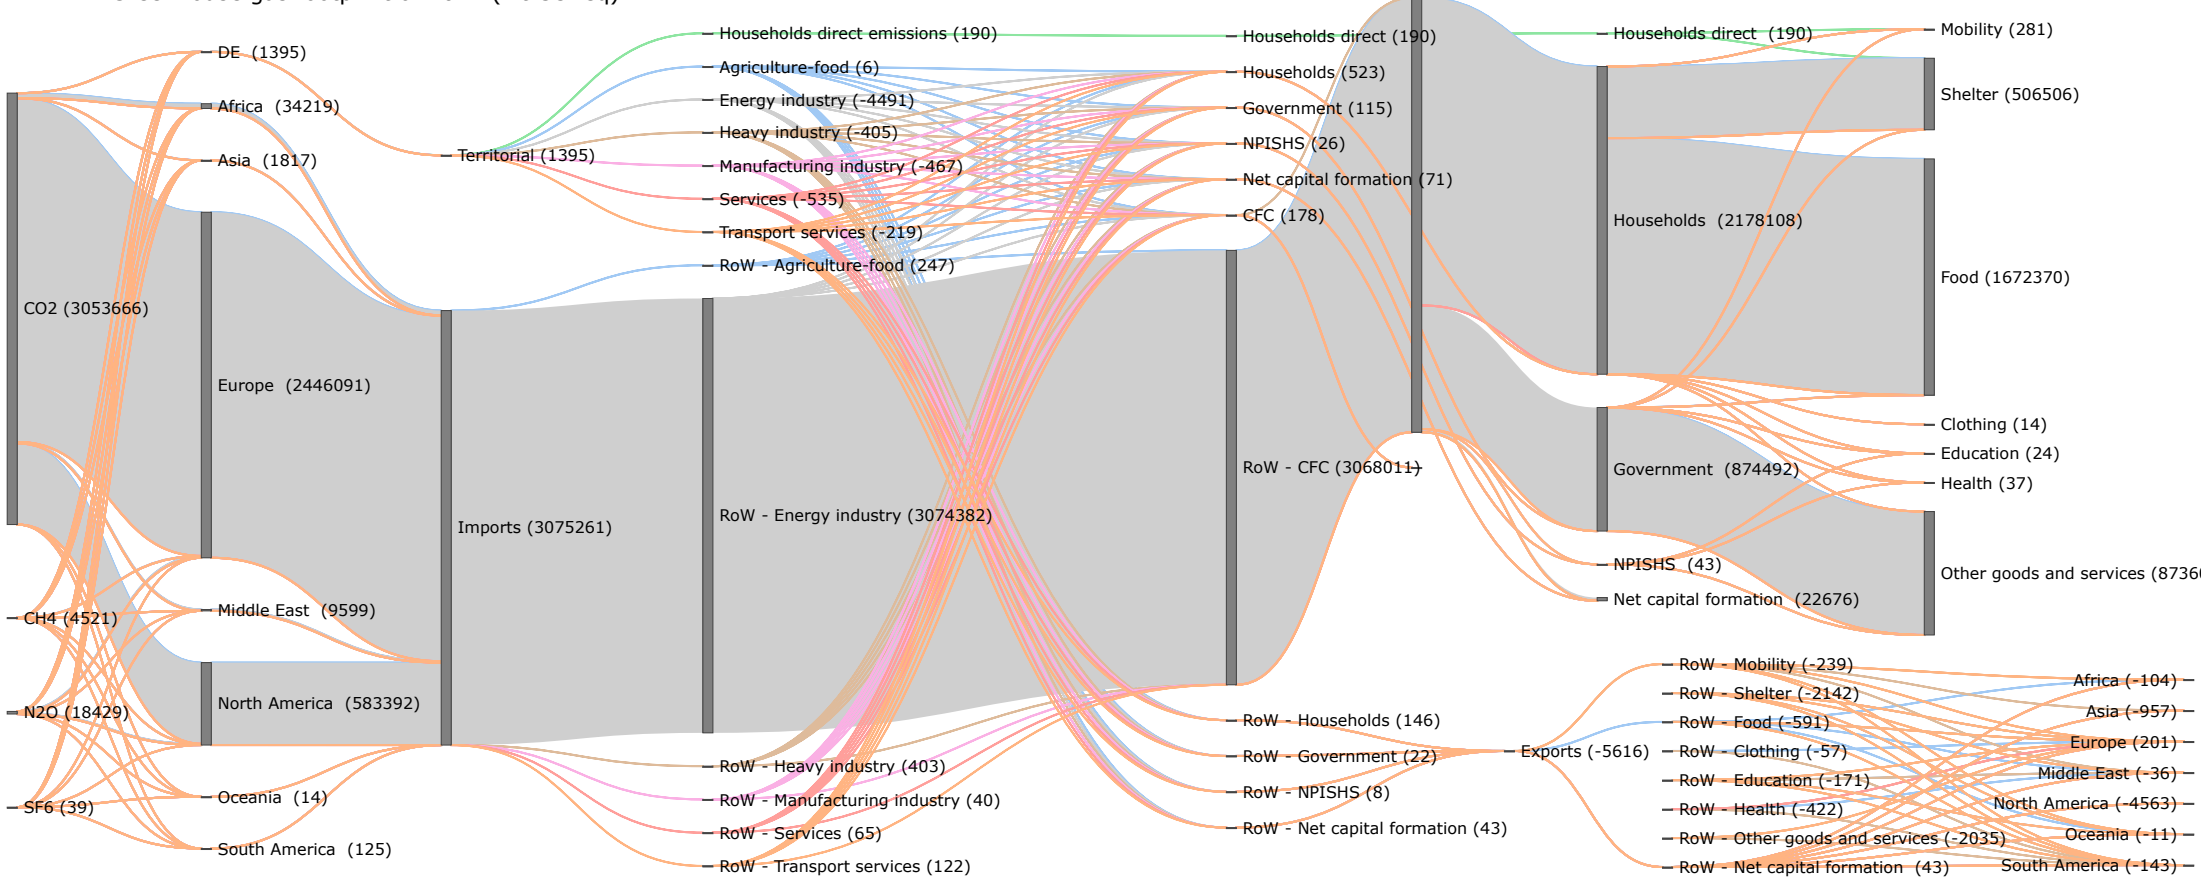 CO2 (3053666)
CH4 (4521)
N2O (18429)
SF6 (39)
DE (1395)
Africa (34219)
Asia (1817)
Europe (2446091)
Middle East (9599)
North America (583392)
Oceania (14)
South America (125)
Territorial (1395)
Imports (3075261)
Households direct emissions (190)
Agriculture-food (6)
Energy industry (-4491)
Heavy industry (-405)
Manufacturing industry (-467)
Services (-535)
Transport services (-219)
RoW - Agriculture-food (247)
RoW - Energy industry (3074382)
RoW - Heavy industry (403)
RoW - Manufacturing industry (40)
RoW - Services (65)
RoW - Transport services (122)
Households direct (190)
Households (523)
Government (115)
NPISHS (26)
Net capital formation (71)
CFC (178)
RoW - CFC (3068011)
RoW - Households (146)
RoW - Government (22)
RoW - NPISHS (8)
RoW - Net capital formation (43)
Households direct (190)
Households (2178108)
Government (874492)
NPISHS (43)
Net capital formation (22676)
Exports (-5616)
Mobility (281)
Shelter (506506)
Food (1672370)
Clothing (14)
Education (24)
Health (37)
Other goods and services
RoW - Mobility (-239)
RoW - Shelter (-2142)
RoW - Food (-591)
RoW - Clothing (-57)
RoW - Education (-171)
RoW - Health (-422)
RoW - Other goods and services (-2035)
RoW - Net capital formation (43)
Africa (-104)
Asia (-957)
Europe (201)
Middle East (-36)
North America (-4563)
Oceania (-11)
South America (-143)